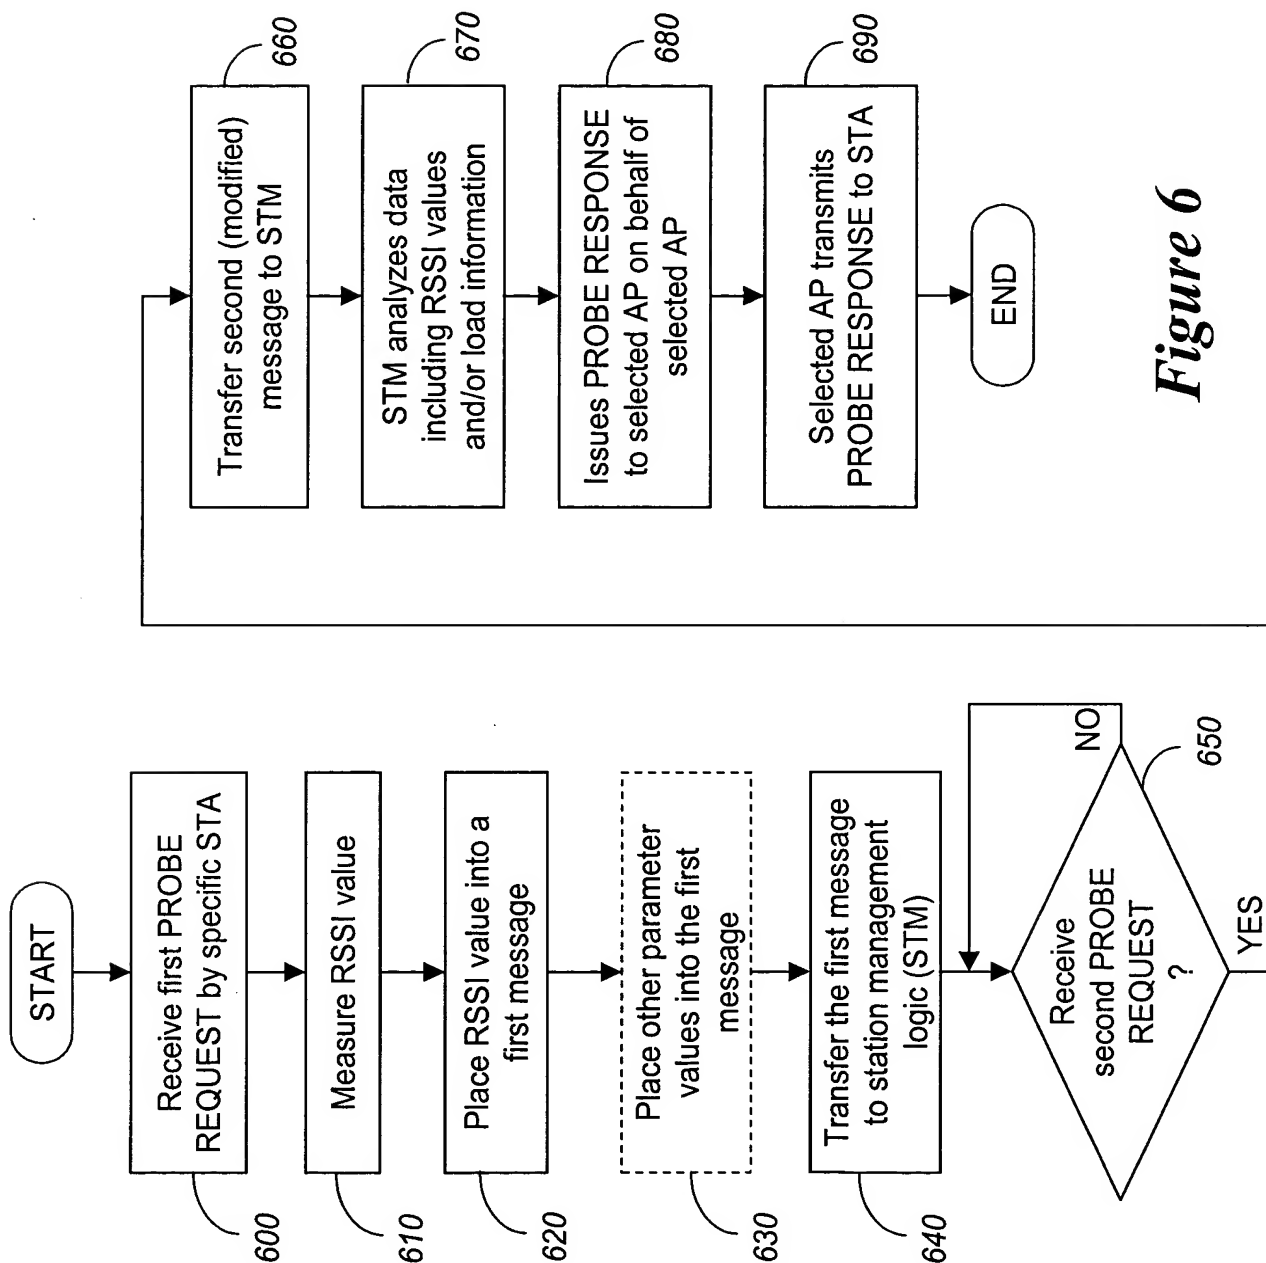 START
Receive first PROBE
REQUEST by specific STA
600
Measure RSSI value
610
Place RSSI value into a
first message
620
Place other parameter
values into the first
message
630
Transfer the first message
to station management
logic (STM)
640
Receive
second PROBE
REQUEST
?
650
NO
YES
Transfer second (modified)
message to STM
660
STM analyzes data
including RSSI values
and/or load information
670
Issues PROBE RESPONSE
to selected AP on behalf of
selected AP
680
Selected AP transmits
PROBE RESPONSE to STA
690
END
Figure 6